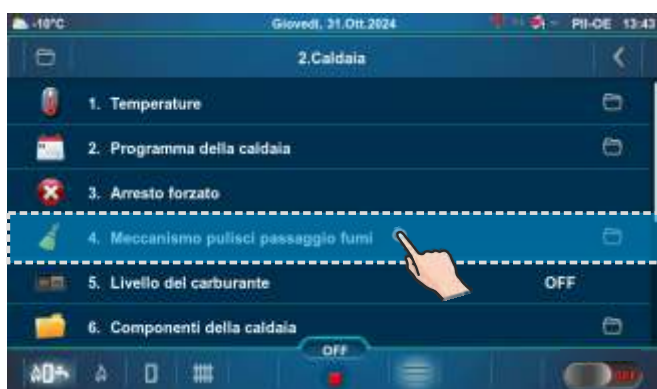 -10°C Giovedì, 31.Ott.2024 PII-OE 13:43
2.Caldaia
1. Temperature
2. Programma della caldaia
3. Arresto forzato
4. Meccanismo pulisci passaggio fumi
5. Livello del carburante OFF
6. Componenti della caldaia
OFF
OFF